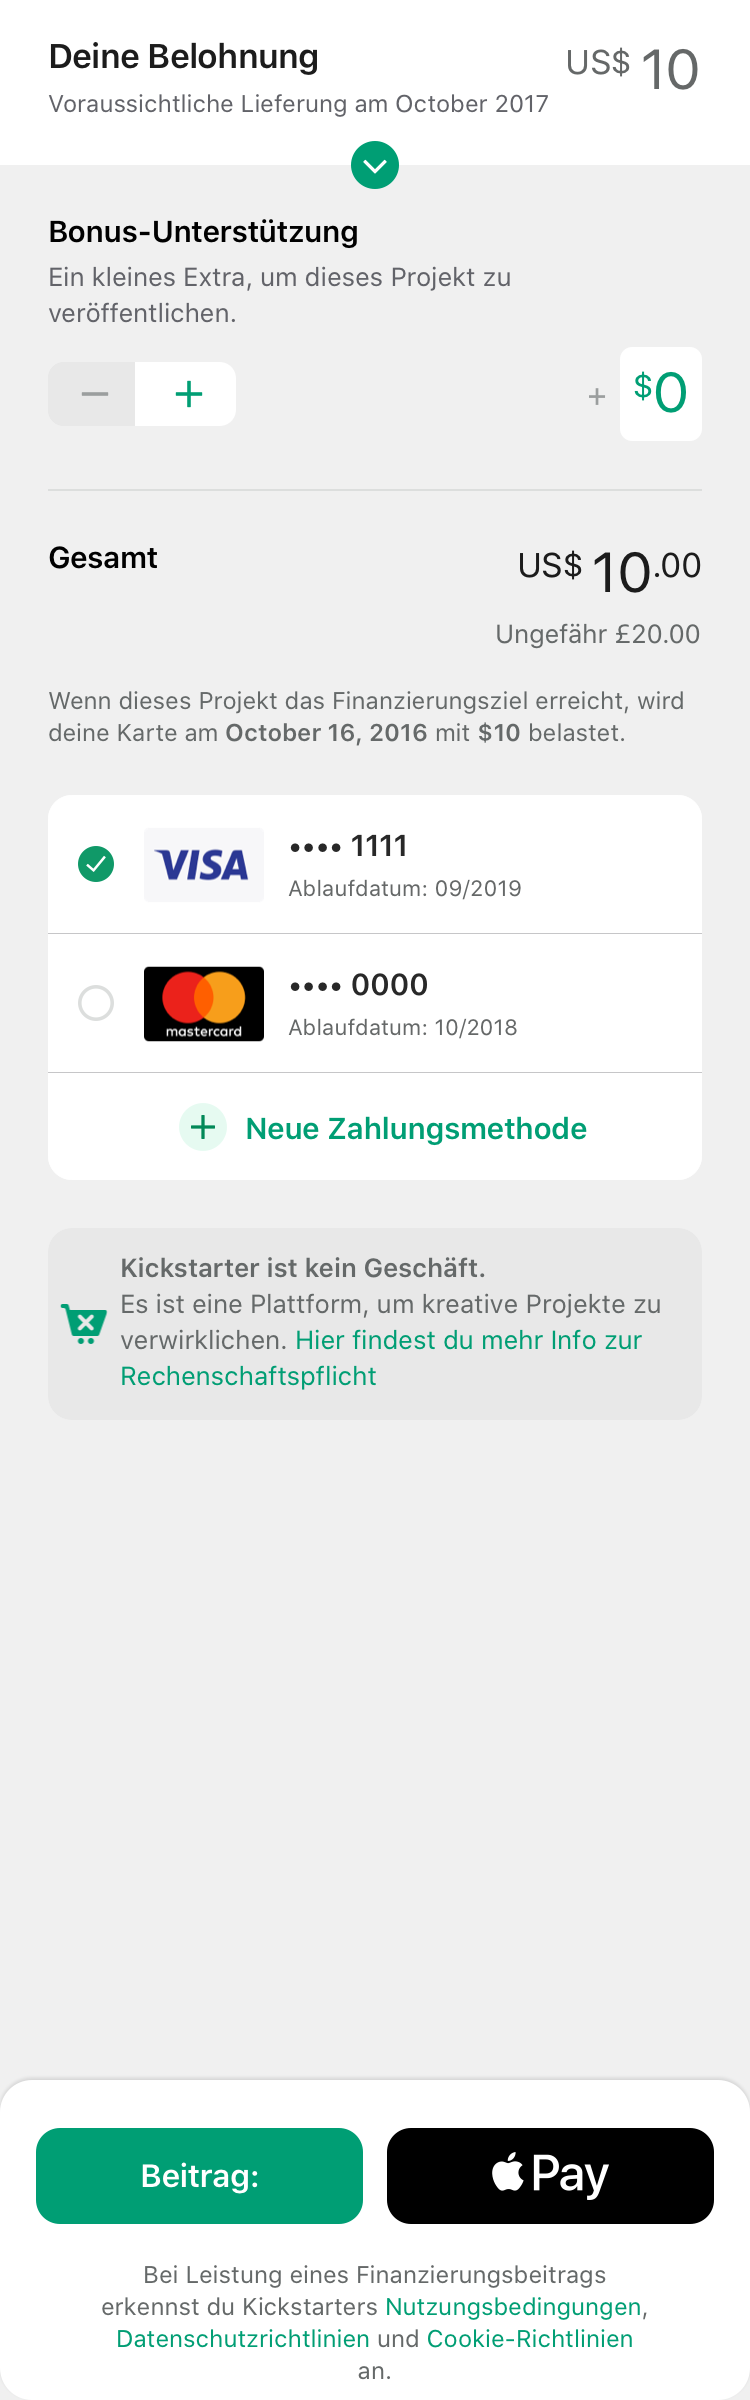 Deine Belohnung
US$ 10
Voraussichtliche Lieferung am October 2017
Bonus-Unterstützung
Ein kleines Extra, um dieses Projekt zu
veröffentlichen.
− +
+ $0
Gesamt
US$ 10.00
Ungefähr £20.00
Wenn dieses Projekt das Finanzierungsziel erreicht, wird
deine Karte am October 16, 2016 mit $10 belastet.
VISA
•••• 1111
Ablaufdatum: 09/2019
mastercard
•••• 0000
Ablaufdatum: 10/2018
+ Neue Zahlungsmethode
Kickstarter ist kein Geschäft.
Es ist eine Plattform, um kreative Projekte zu
verwirklichen. Hier findest du mehr Info zur
Rechenschaftspflicht
Beitrag:
Pay
Bei Leistung eines Finanzierungsbeitrags
erkennst du Kickstarters Nutzungsbedingungen,
Datenschutzrichtlinien und Cookie-Richtlinien
an.